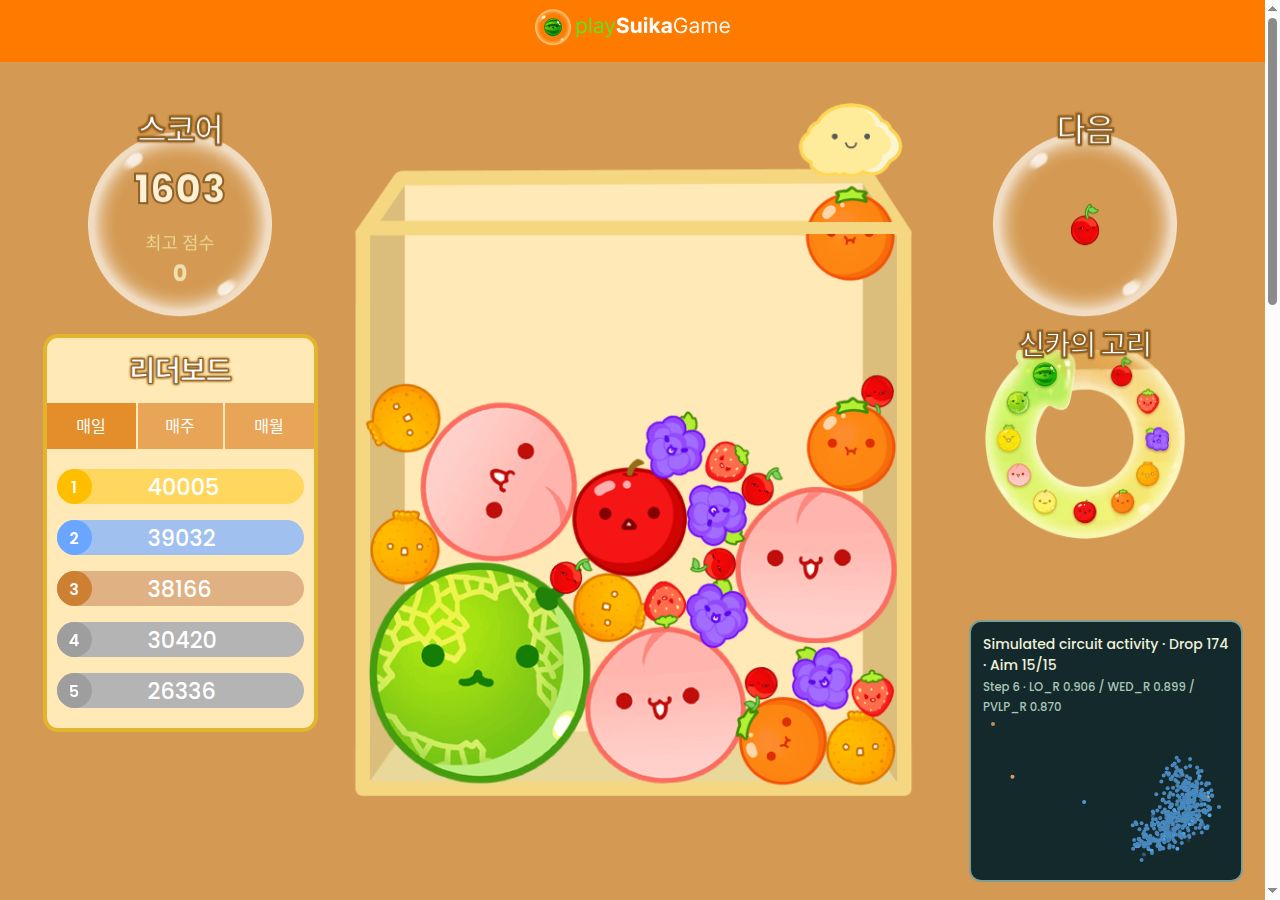 playSuikaGame
스코어
1603
최고 점수
0
리더보드
매일
매주
매월
1 40005
2 39032
3 38166
4 30420
5 26336
다음
신카의 고리
Simulated circuit activity · Drop 174
· Aim 15/15
Step 6 · LO_R 0.906 / WED_R 0.899 /
PVLP_R 0.870